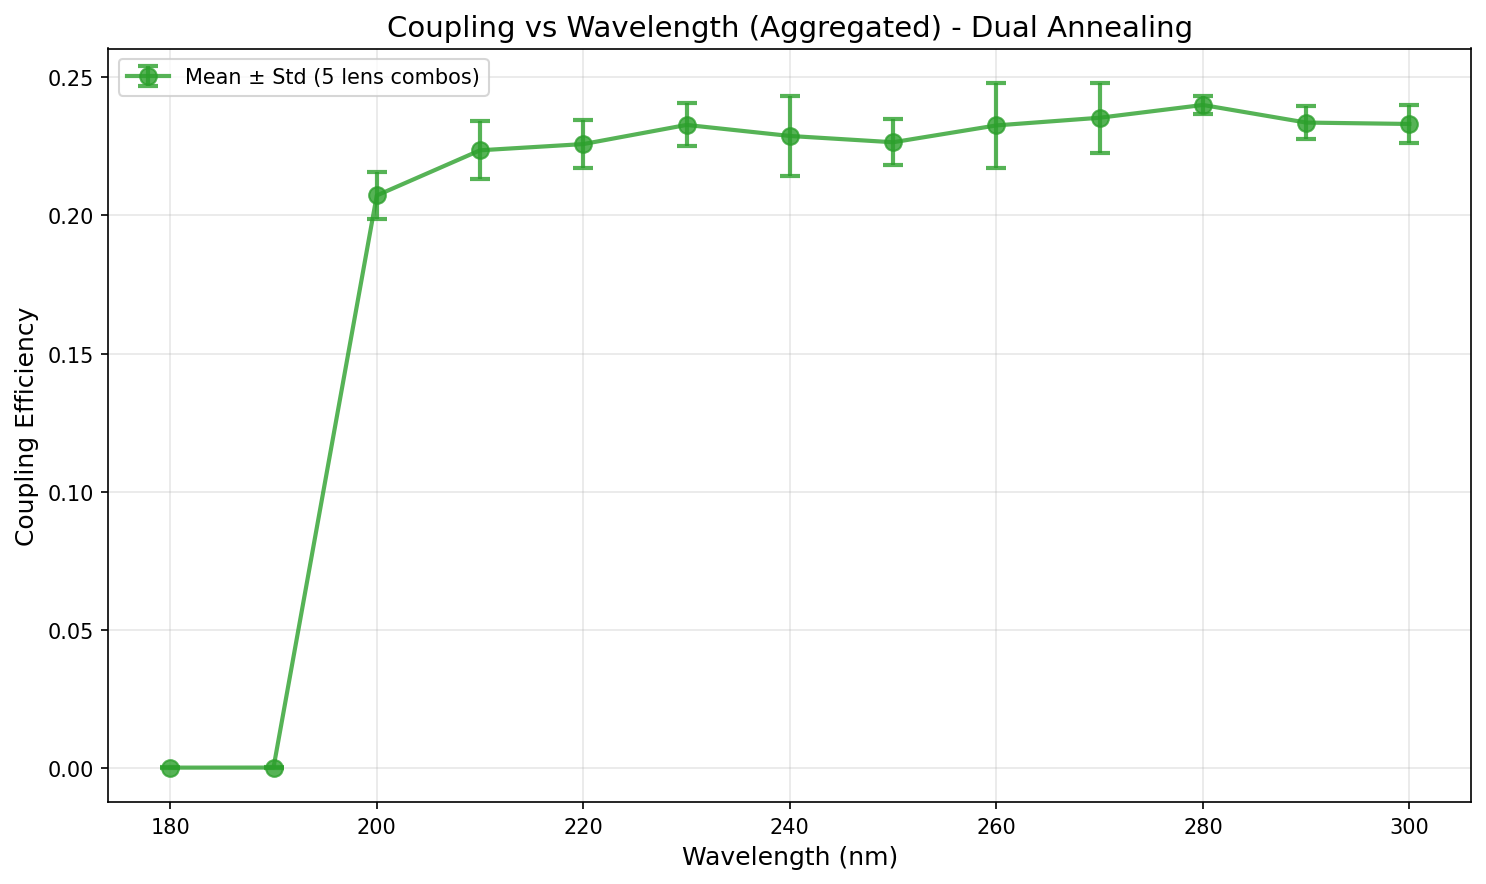 Coupling vs Wavelength (Aggregated) - Dual Annealing
Mean ± Std (5 lens combos)
Coupling Efficiency
0.25
0.20
0.15
0.10
0.05
0.00
180 200 220 240 260 280 300
Wavelength (nm)